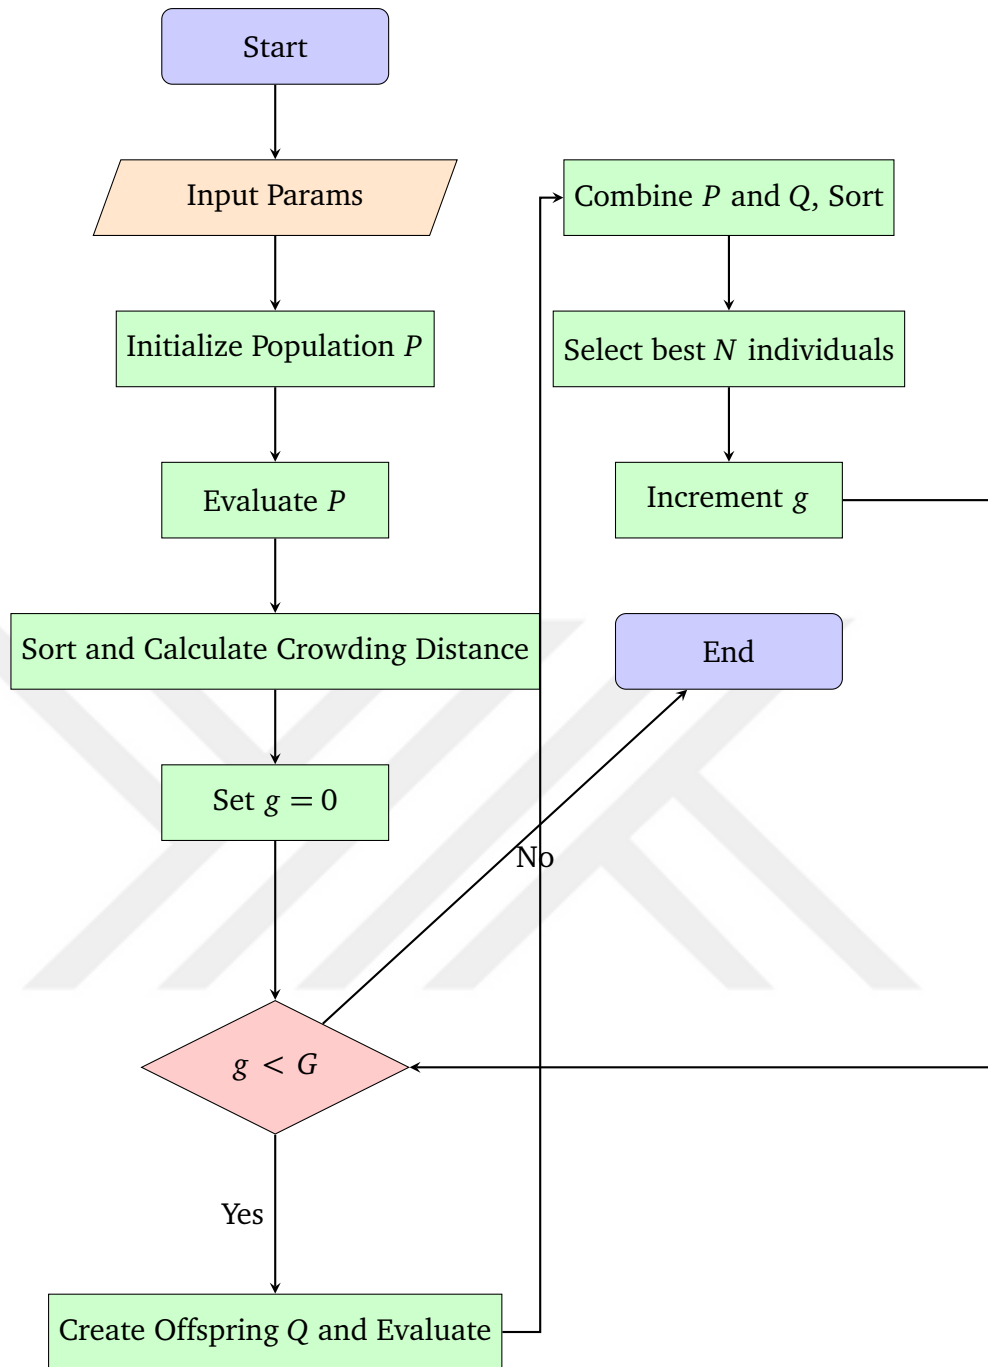 Start
Input Params
Initialize Population P
Evaluate P
Sort and Calculate Crowding Distance
Set g = 0
g < G
Yes
No
Create Offspring Q and Evaluate
Combine P and Q, Sort
Select best N individuals
Increment g
End